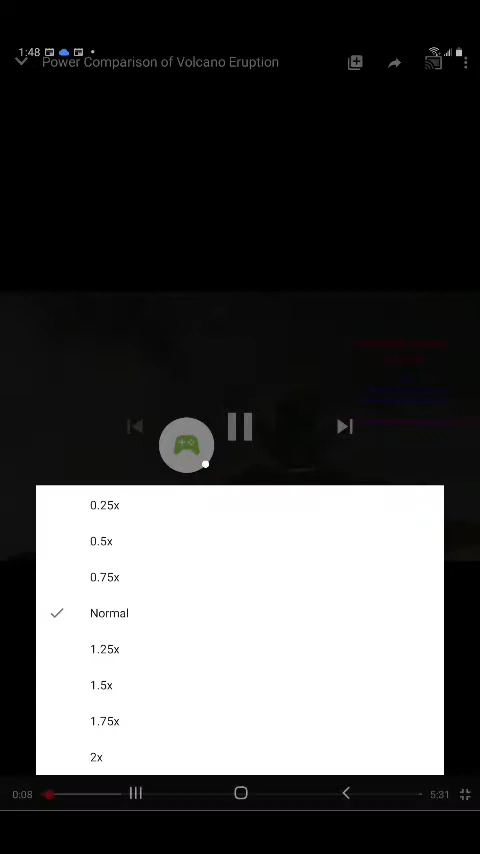 1:48
Power Comparison of Volcano Eruption
0.25x
0.5x
0.75x
Normal
1.25x
1.5x
1.75x
2x
0:08
5:31